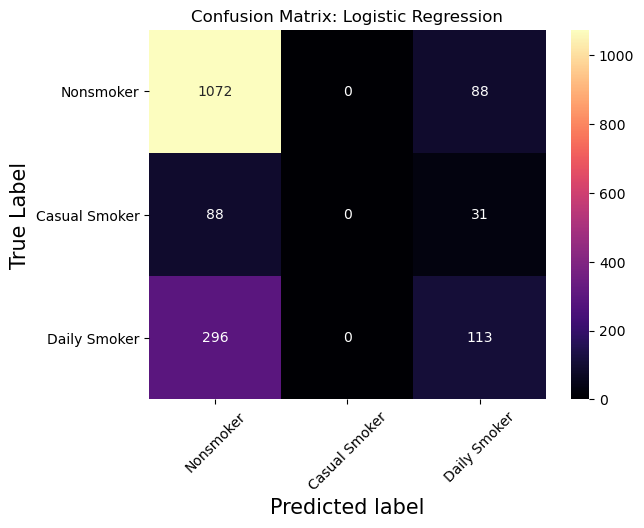 Confusion Matrix: Logistic Regression
True Label
Nonsmoker 1072 0 88
Casual Smoker 88 0 31
Daily Smoker 296 0 113
Nonsmoker Casual Smoker Daily Smoker
Predicted label
1000
800
600
400
200
0